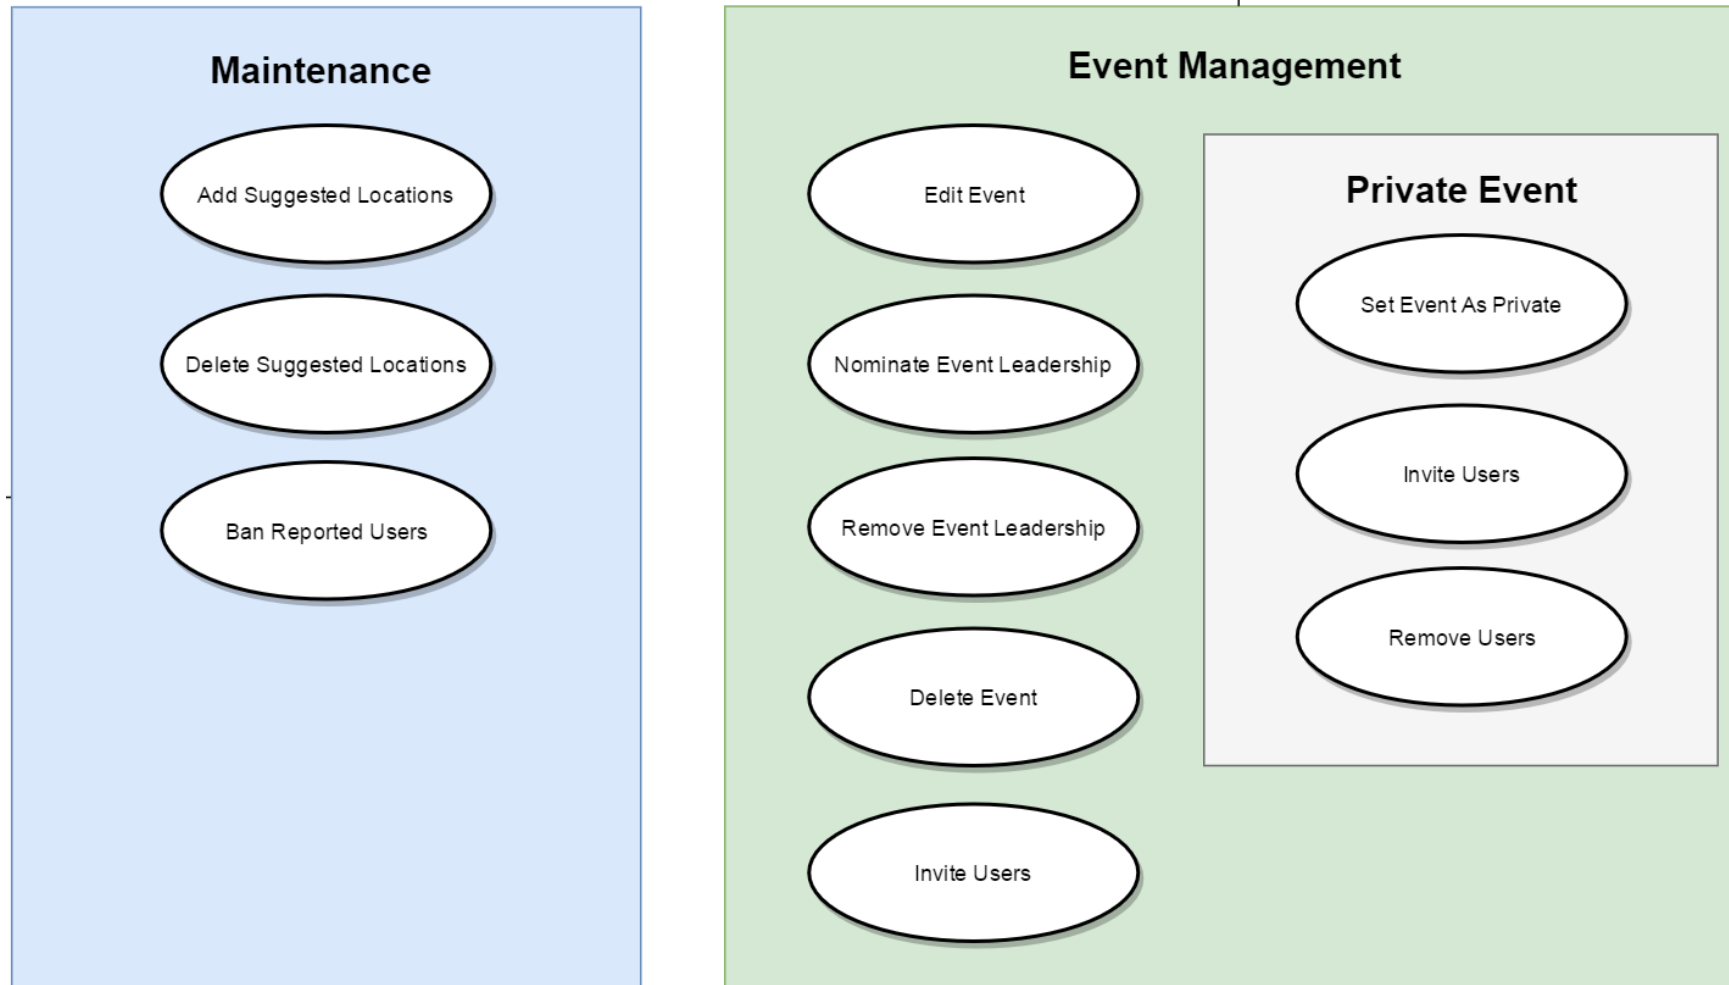 Maintenance
Add Suggested Locations
Delete Suggested Locations
Ban Reported Users
Event Management
Edit Event
Nominate Event Leadership
Remove Event Leadership
Delete Event
Invite Users
Private Event
Set Event As Private
Invite Users
Remove Users